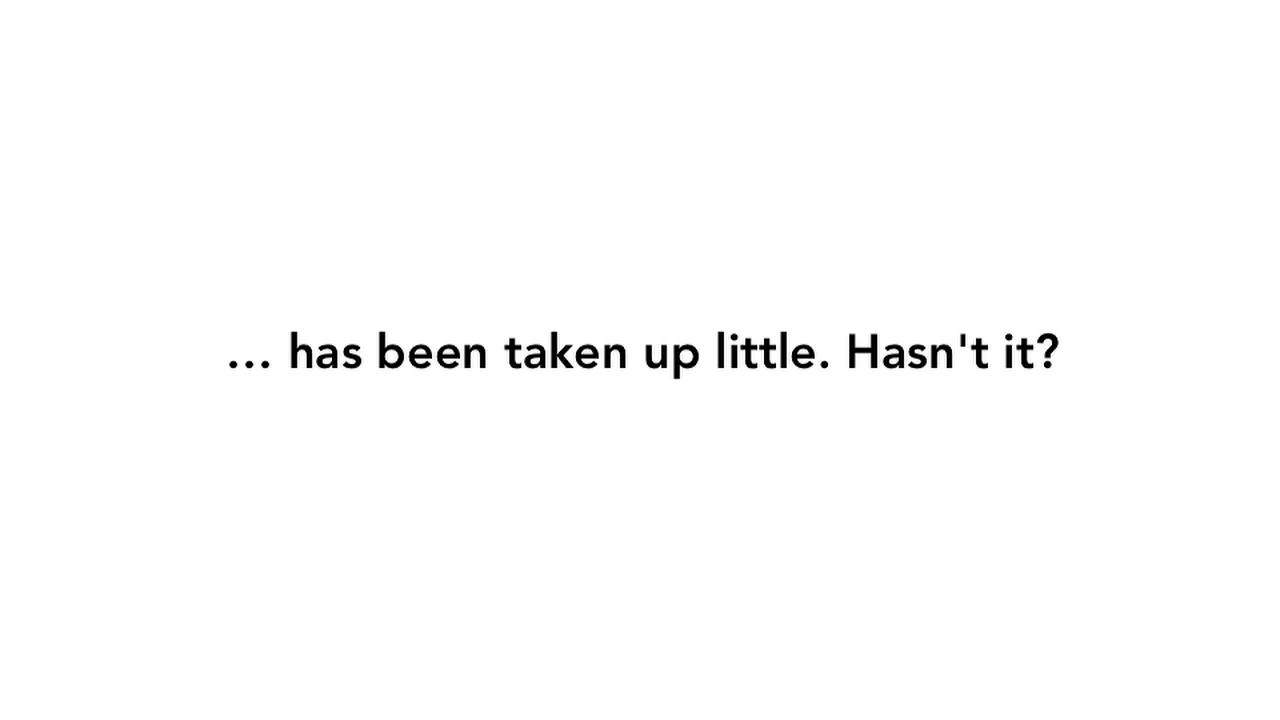 … has been taken up little. Hasn't it?